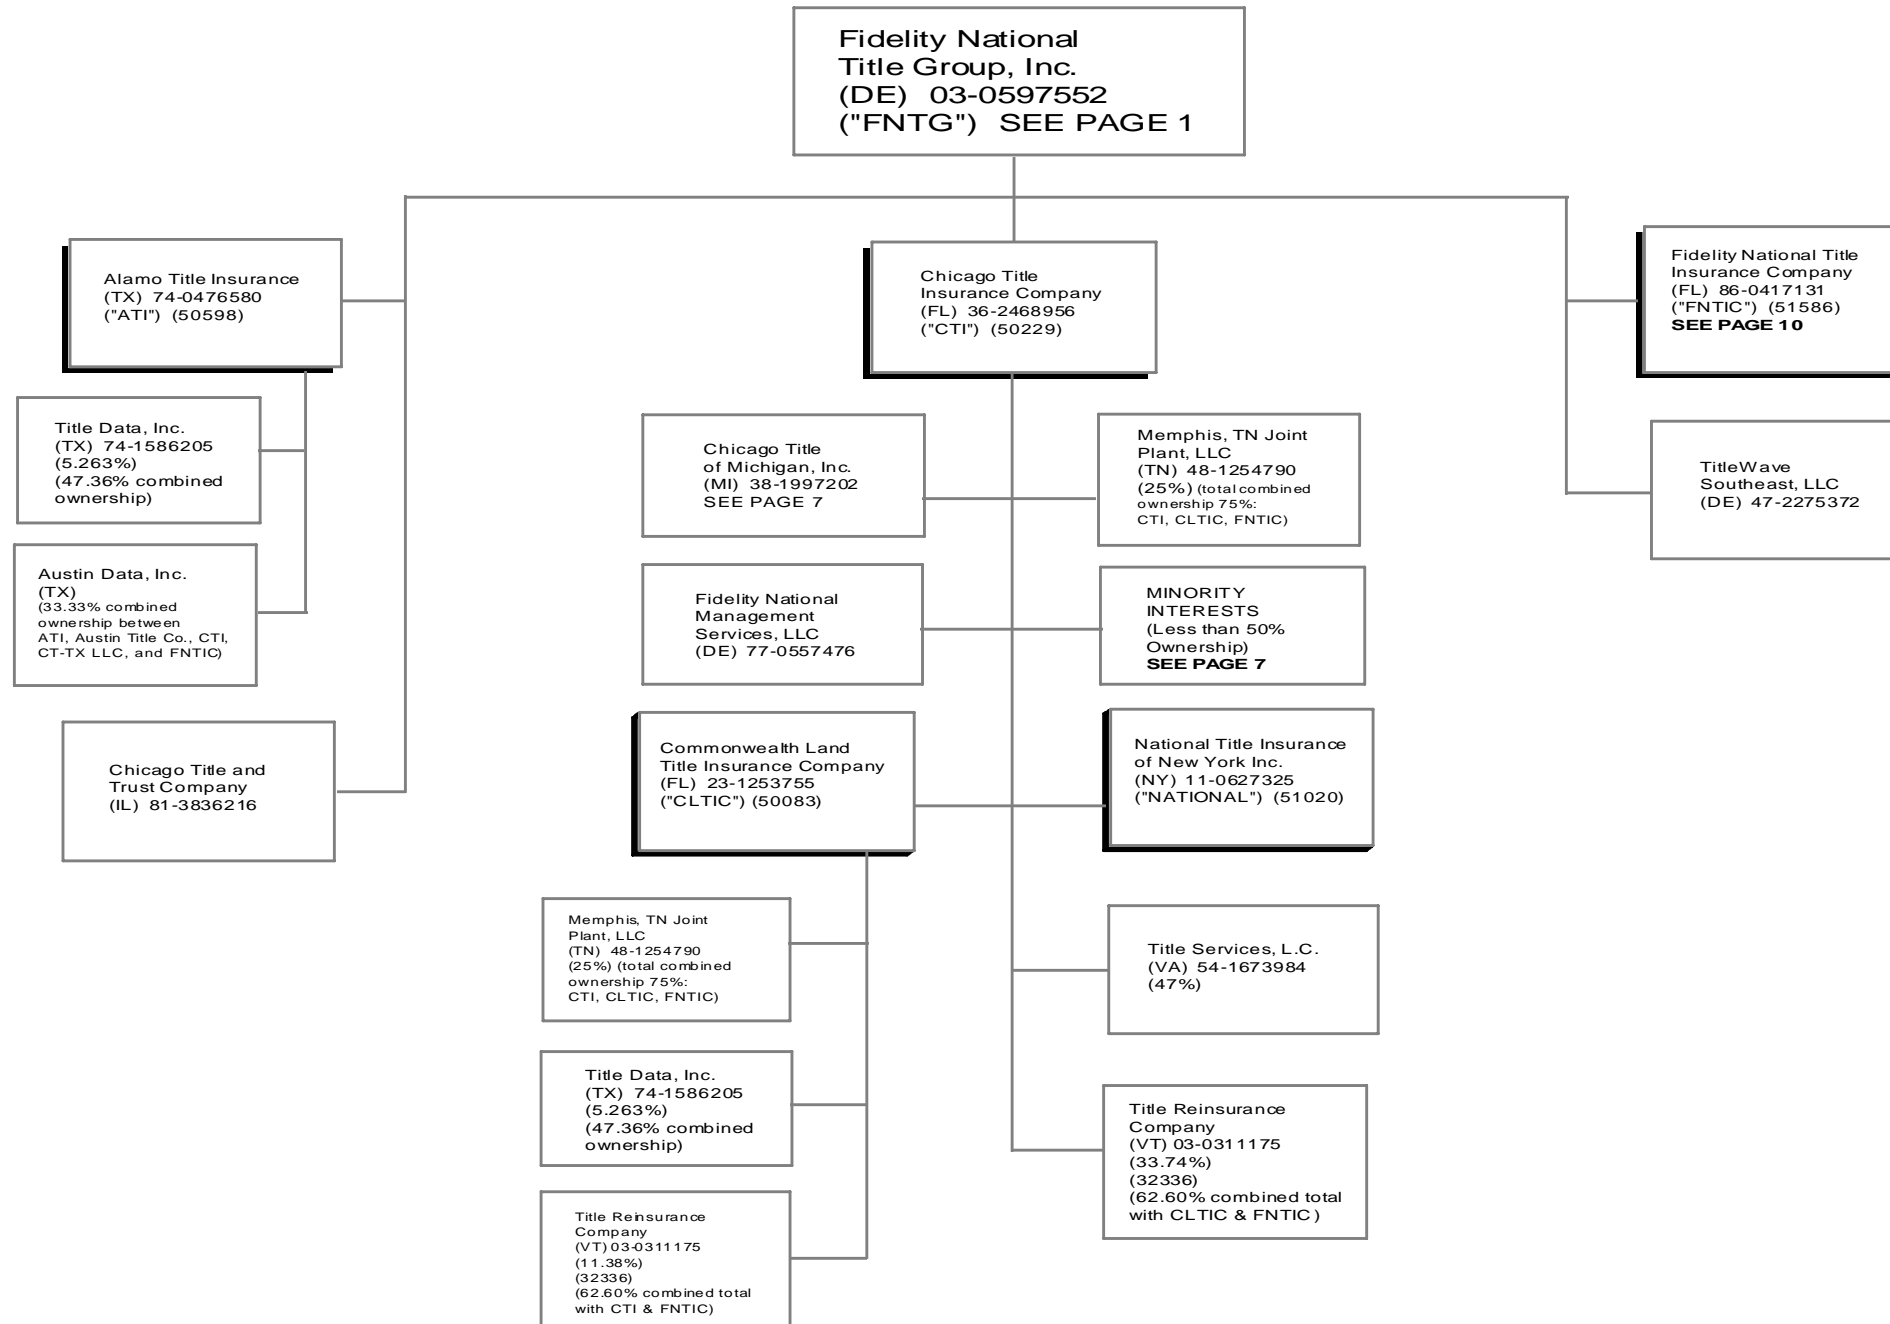 Fidelity National
Title Group, Inc.
(DE) 03-0597552
("FNTG") SEE PAGE 1
Alamo Title Insurance
(TX) 74-0476580
("ATI") (50598)
Chicago Title
Insurance Company
(FL) 36-2468956
("CTI") (50229)
Fidelity National Title
Insurance Company
(FL) 86-0417131
("FNTIC") (51586)
SEE PAGE 10
Title Data, Inc.
(TX) 74-1586205
(5.263%)
(47.36% combined
ownership)
Chicago Title
of Michigan, Inc.
(MI) 38-1997202
SEE PAGE 7
Memphis, TN Joint
Plant, LLC
(TN) 48-1254790
(25%) (total combined
ownership 75%:
CTI, CLTIC, FNTIC)
TitleWave
Southeast, LLC
(DE) 47-2275372
Austin Data, Inc.
(TX)
(33.33% combined
ownership between
ATI, Austin Title Co., CTI,
CT-TX LLC, and FNTIC)
Fidelity National
Management
Services, LLC
(DE) 77-0557476
MINORITY
INTERESTS
(Less than 50%
Ownership)
SEE PAGE 7
Chicago Title and
Trust Company
(IL) 81-3836216
Commonwealth Land
Title Insurance Company
(FL) 23-1253755
("CLTIC") (50083)
National Title Insurance
of New York Inc.
(NY) 11-0627325
("NATIONAL") (51020)
Memphis, TN Joint
Plant, LLC
(TN) 48-1254790
(25%) (total combined
ownership 75%:
CTI, CLTIC, FNTIC)
Title Services, L.C.
(VA) 54-1673984
(47%)
Title Data, Inc.
(TX) 74-1586205
(5.263%)
(47.36% combined
ownership)
Title Reinsurance
Company
(VT) 03-0311175
(33.74%)
(32336)
(62.60% combined total
with CLTIC & FNTIC)
Title Reinsurance
Company
(VT) 03-0311175
(11.38%)
(32336)
(62.60% combined total
with CTI & FNTIC)